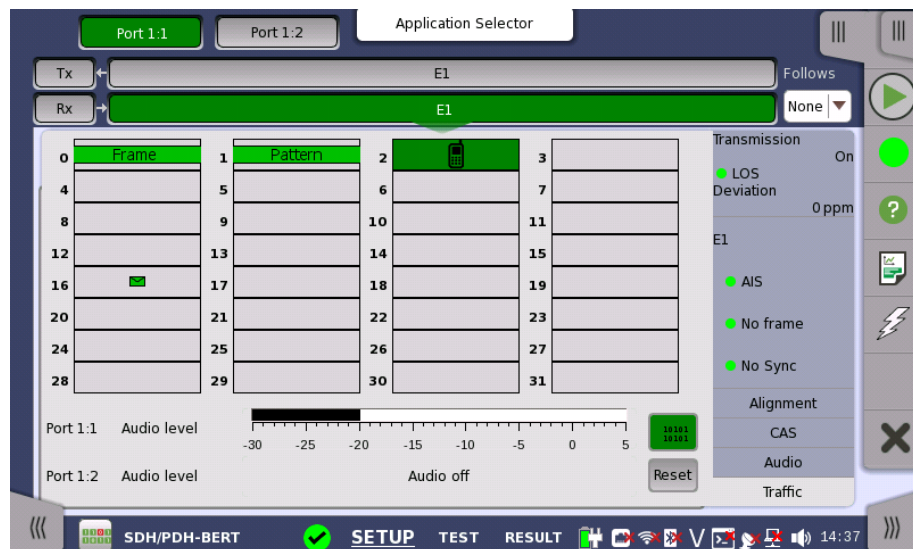 Application Selector
Port 1:1 Port 1:2
Tx E1 Follows
Rx E1 None
Transmission
On
LOS
Deviation
0 ppm
0 Frame 1 Pattern 2 3
4 5 6 7
8 9 10 11
12 13 14 15
16 17 18 19
20 21 22 23
24 25 26 27
28 29 30 31
E1
AIS
No frame
No Sync
Alignment
CAS
Audio
Traffic
Port 1:1 Audio level
-30 -25 -20 -15 -10 -5 0 5
10101
10101
Port 1:2 Audio level Audio off Reset
SDH/PDH-BERT SETUP TEST RESULT V 14:37